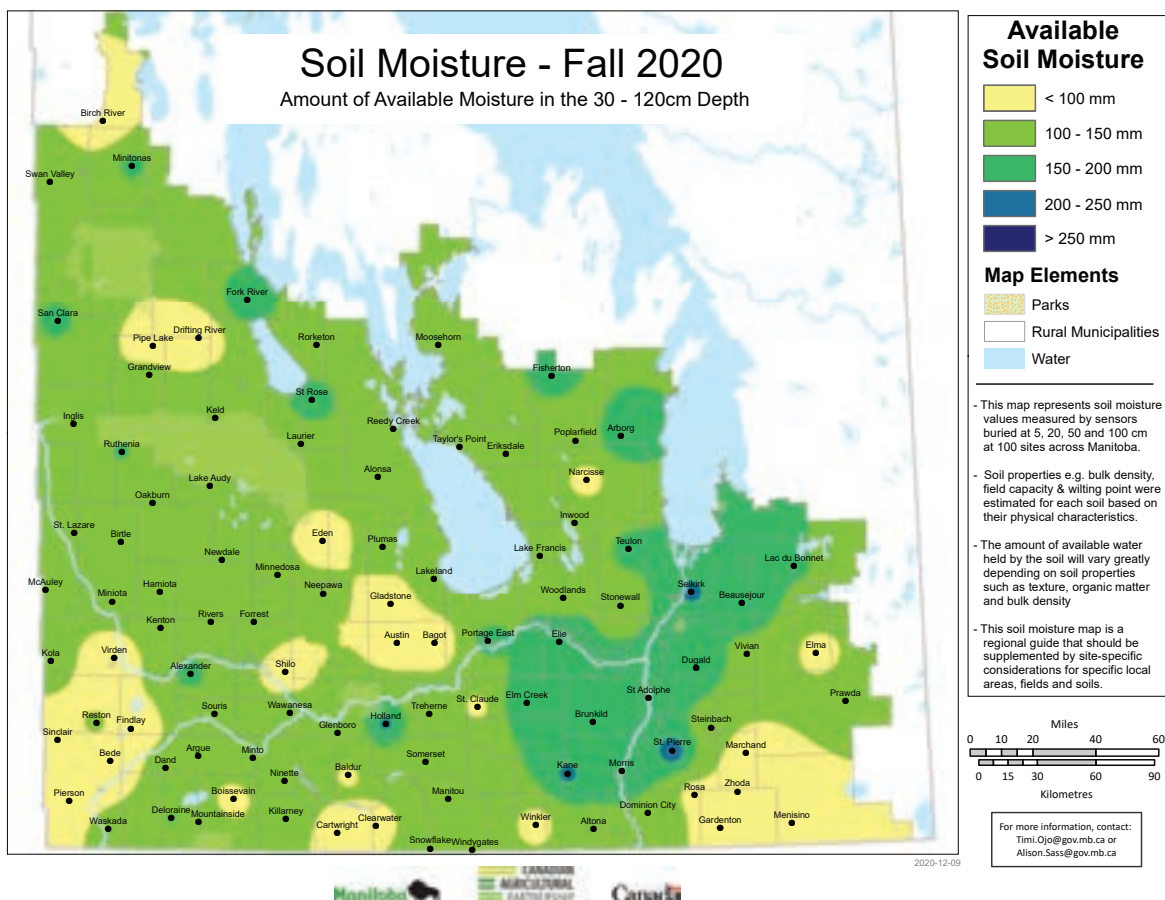 Soil Moisture - Fall 2020
Amount of Available Moisture in the 30 - 120cm Depth
Birch River
Minitonas
Swan Valley
Fork River
San Clara
Drifting River
Pipe Lake
Rorketon
Moosehorn
Grandview
Fisherton
St Rose
Keld
Inglis
Reedy Creek
Arborg
Laurier
Taylor's Point
Poplarfield
Eriksdale
Ruthenia
Alonsa
Narcisse
Lake Audy
Oakburn
Inwood
St. Lazare
Birtle
Eden
Plumas
Teulon
Newdale
Lake Francis
Lac du Bonnet
Minnedosa
Lakeland
McAuley
Hamiota
Neepawa
Selkirk
Miniota
Gladstone
Woodlands
Stonewall
Beausejour
Kenton
Rivers
Forrest
Austin
Bagot
Portage East
Elie
Virden
Kola
Vivian
Elma
Alexander
Shilo
Dugald
St Adolphe
Prawda
Elm Creek
St. Claude
Souris
Wawanesa
Treherne
Holland
Reston
Findlay
Glenboro
Brunkild
Steinbach
Sinclair
Argue
Minto
St. Pierre
Marchand
Bede
Dand
Somerset
Kane
Morris
Baldur
Ninette
Zhoda
Rosa
Pierson
Boissevain
Manitou
Deloraine
Mountainside
Killarney
Dominion City
Waskada
Cartwright
Clearwater
Winkler
Altona
Gardenton
Menisino
Snowflake
Windygates
Available
Soil Moisture
< 100 mm
100 - 150 mm
150 - 200 mm
200 - 250 mm
> 250 mm
Map Elements
Parks
Rural Municipalities
Water
- This map represents soil moisture
values measured by sensors
buried at 5, 20, 50 and 100 cm
at 100 sites across Manitoba.
- Soil properties e.g. bulk density,
field capacity & wilting point were
estimated for each soil based on
their physical characteristics.
- The amount of available water
held by the soil will vary greatly
depending on soil properties
such as texture, organic matter
and bulk density
- This soil moisture map is a
regional guide that should be
supplemented by site-specific
considerations for specific local
areas, fields and soils.
Miles
0 10 20 40 60
0 15 30 60 90
Kilometres
For more information, contact:
Timi.Ojo@gov.mb.ca or
Alison.Sass@gov.mb.ca
2020-12-09
Manitoba
CANADIAN
AGRICULTURAL
PARTNERSHIP
Canada